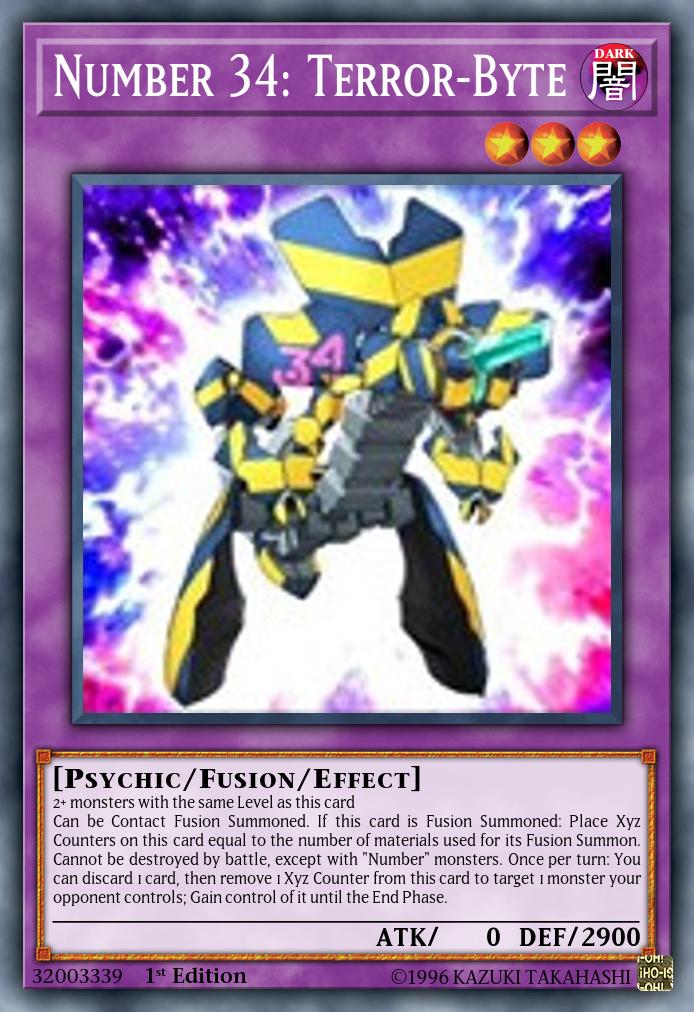 Number 34: Terror-Byte
DARK
闇
34
[Psychic/Fusion/Effect]
2+ monsters with the same Level as this card
Can be Contact Fusion Summoned. If this card is Fusion Summoned: Place Xyz
Counters on this card equal to the number of materials used for its Fusion Summon.
Cannot be destroyed by battle, except with "Number" monsters. Once per turn: You
can discard 1 card, then remove 1 Xyz Counter from this card to target 1 monster your
opponent controls; Gain control of it until the End Phase.
ATK/ 0 DEF/2900
32003339 1st Edition ©1996 KAZUKI TAKAHASHI